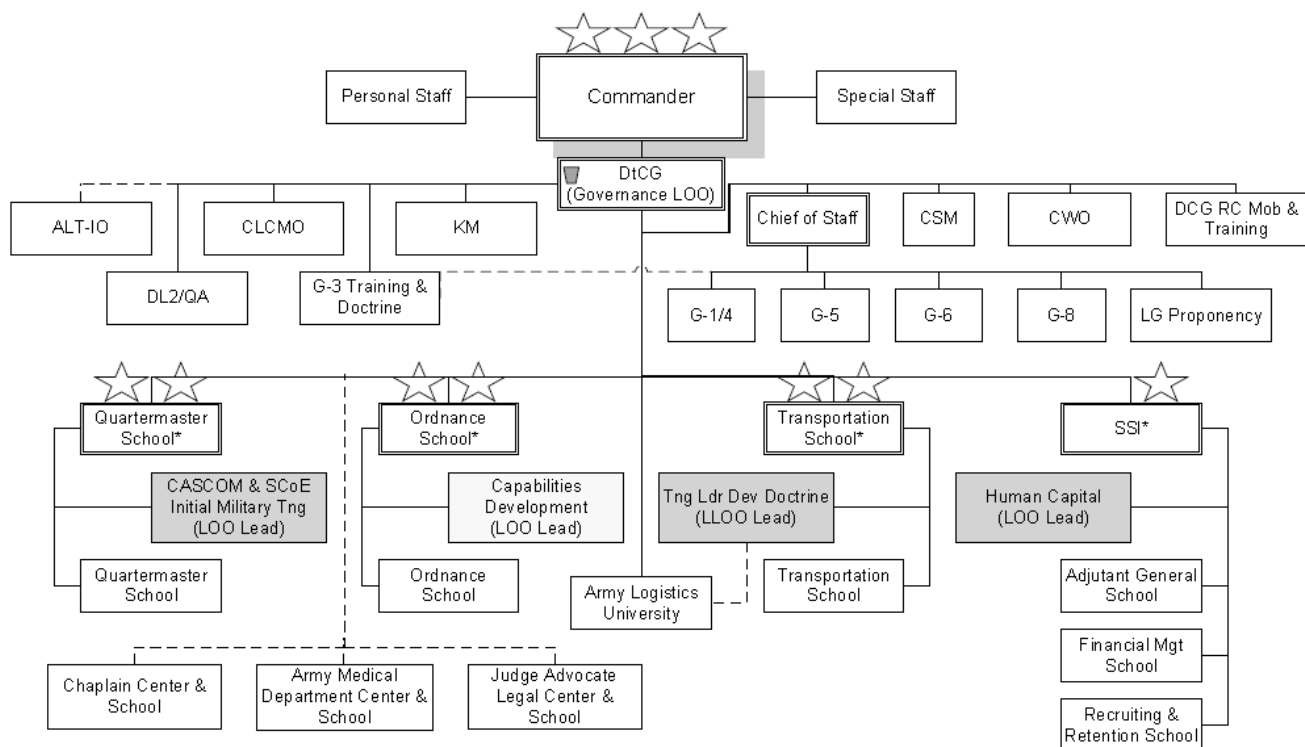 Personal Staff
Commander
Special Staff
DtCG
(Governance LOO)
ALT-IO
CLCMO
KM
Chief of Staff
CSM
CWO
DCG RC Mob &
Training
DL2/QA
G-3 Training &
Doctrine
G-1/4
G-5
G-6
G-8
LG Proponency
Quartermaster
School*
Ordnance
School*
Transportation
School*
SSI*
CASCOM & SCoE
Initial Military Tng
(LOO Lead)
Capabilities
Development
(LOO Lead)
Tng Ldr Dev Doctrine
(LLOO Lead)
Human Capital
(LOO Lead)
Quartermaster
School
Ordnance
School
Army Logistics
University
Transportation
School
Adjutant General
School
Financial Mgt
School
Chaplain Center &
School
Army Medical
Department Center &
School
Judge Advocate
Legal Center &
School
Recruiting &
Retention School